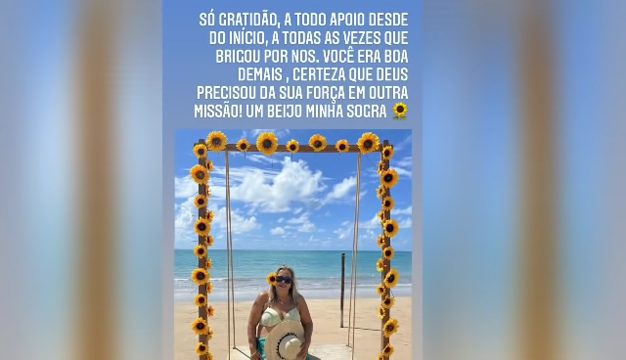 SÓ GRATIDÃO, A TODO APOIO DESDE
DO INÍCIO, A TODAS AS VEZES QUE
BRIGOU POR NOS. VOCÊ ERA BOA
DEMAIS , CERTEZA QUE DEUS
PRECISOU DA SUA FORÇA EM OUTRA
MISSÃO! UM BEIJO MINHA SOGRA 🌻